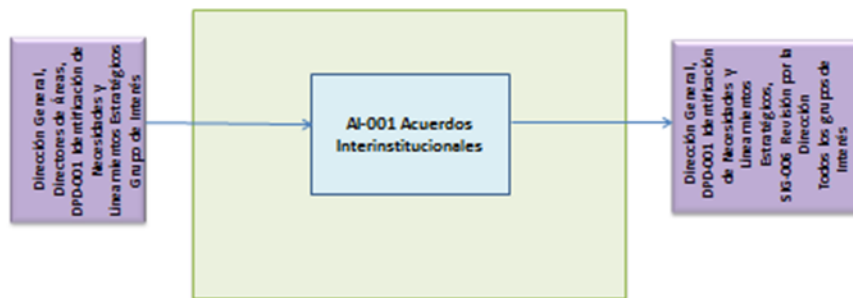 Dirección General,
Directores de Áreas,
DPD-001 Identificación de
Necesidades y
Lineamientos Estratégicos
Grupo de Interés
AI-001 Acuerdos
Interinstitucionales
Dirección General,
DPD-001 Identificación
de Necesidades y
Lineamientos
Estratégicos,
SIG-006 Revisión por la
Dirección
Todos los grupos de
Interés